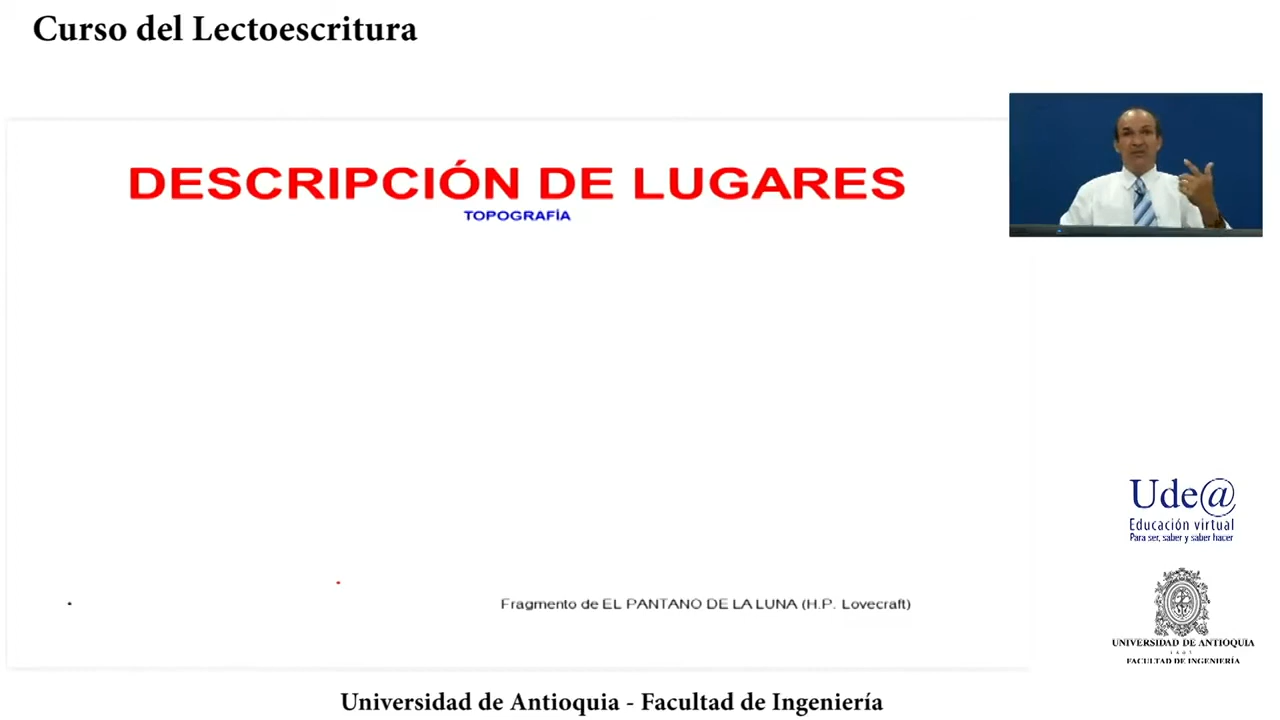 Curso del Lectoescritura
DESCRIPCIÓN DE LUGARES
TOPOGRAFÍA
Fragmento de EL PANTANO DE LA LUNA (H.P. Lovecraft)
Ude@
Educación virtual
Para ser, saber y saber hacer
UNIVERSIDAD DE ANTIOQUIA
1803
FACULTAD DE INGENIERÍA
Universidad de Antioquia - Facultad de Ingeniería